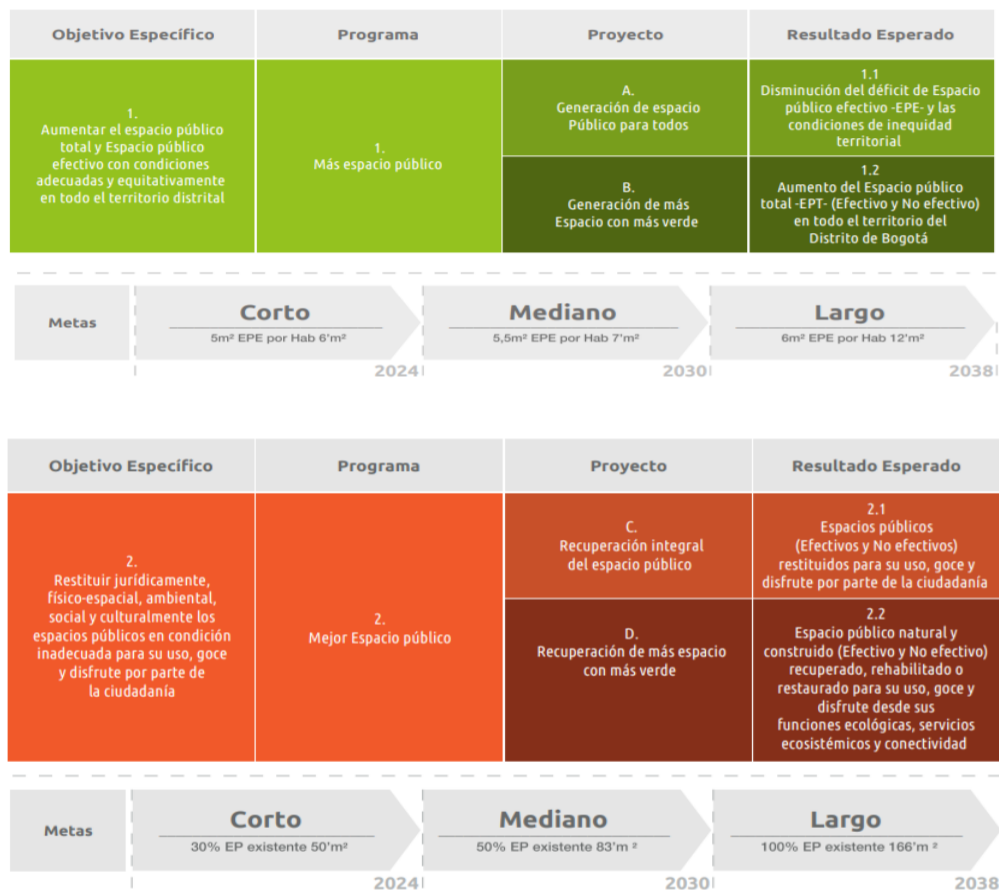 Objetivo Específico
Programa
Proyecto
Resultado Esperado
1.
Aumentar el espacio público
total y Espacio público
efectivo con condiciones
adecuadas y equitativamente
en todo el territorio distrital
1.
Más espacio público
A.
Generación de espacio
Público para todos
1.1
Disminución del déficit de Espacio
público efectivo -EPE- y las
condiciones de inequidad
territorial
B.
Generación de más
Espacio con más verde
1.2
Aumento del Espacio público
total -EPT- (Efectivo y No efectivo)
en todo el territorio del
Distrito de Bogotá
Metas
Corto
5m² EPE por Hab 6'm²
2024
Mediano
5,5m² EPE por Hab 7'm²
2030
Largo
6m² EPE por Hab 12'm²
2038
Objetivo Específico
Programa
Proyecto
Resultado Esperado
2.
Restituir jurídicamente,
físico-espacial, ambiental,
social y culturalmente los
espacios públicos en condición
inadecuada para su uso, goce
y disfrute por parte de
la ciudadanía
2.
Mejor Espacio público
C.
Recuperación integral
del espacio público
2.1
Espacios públicos
(Efectivos y No efectivos)
restituidos para su uso, goce y
disfrute por parte de la ciudadanía
D.
Recuperación de más espacio
con más verde
2.2
Espacio público natural y
construido (Efectivo y No efectivo)
recuperado, rehabilitado o
restaurado para su uso, goce y
disfrute desde sus
funciones ecológicas, servicios
ecosistémicos y conectividad
Metas
Corto
30% EP existente 50'm²
2024
Mediano
50% EP existente 83'm ²
2030
Largo
100% EP existente 166'm ²
2038